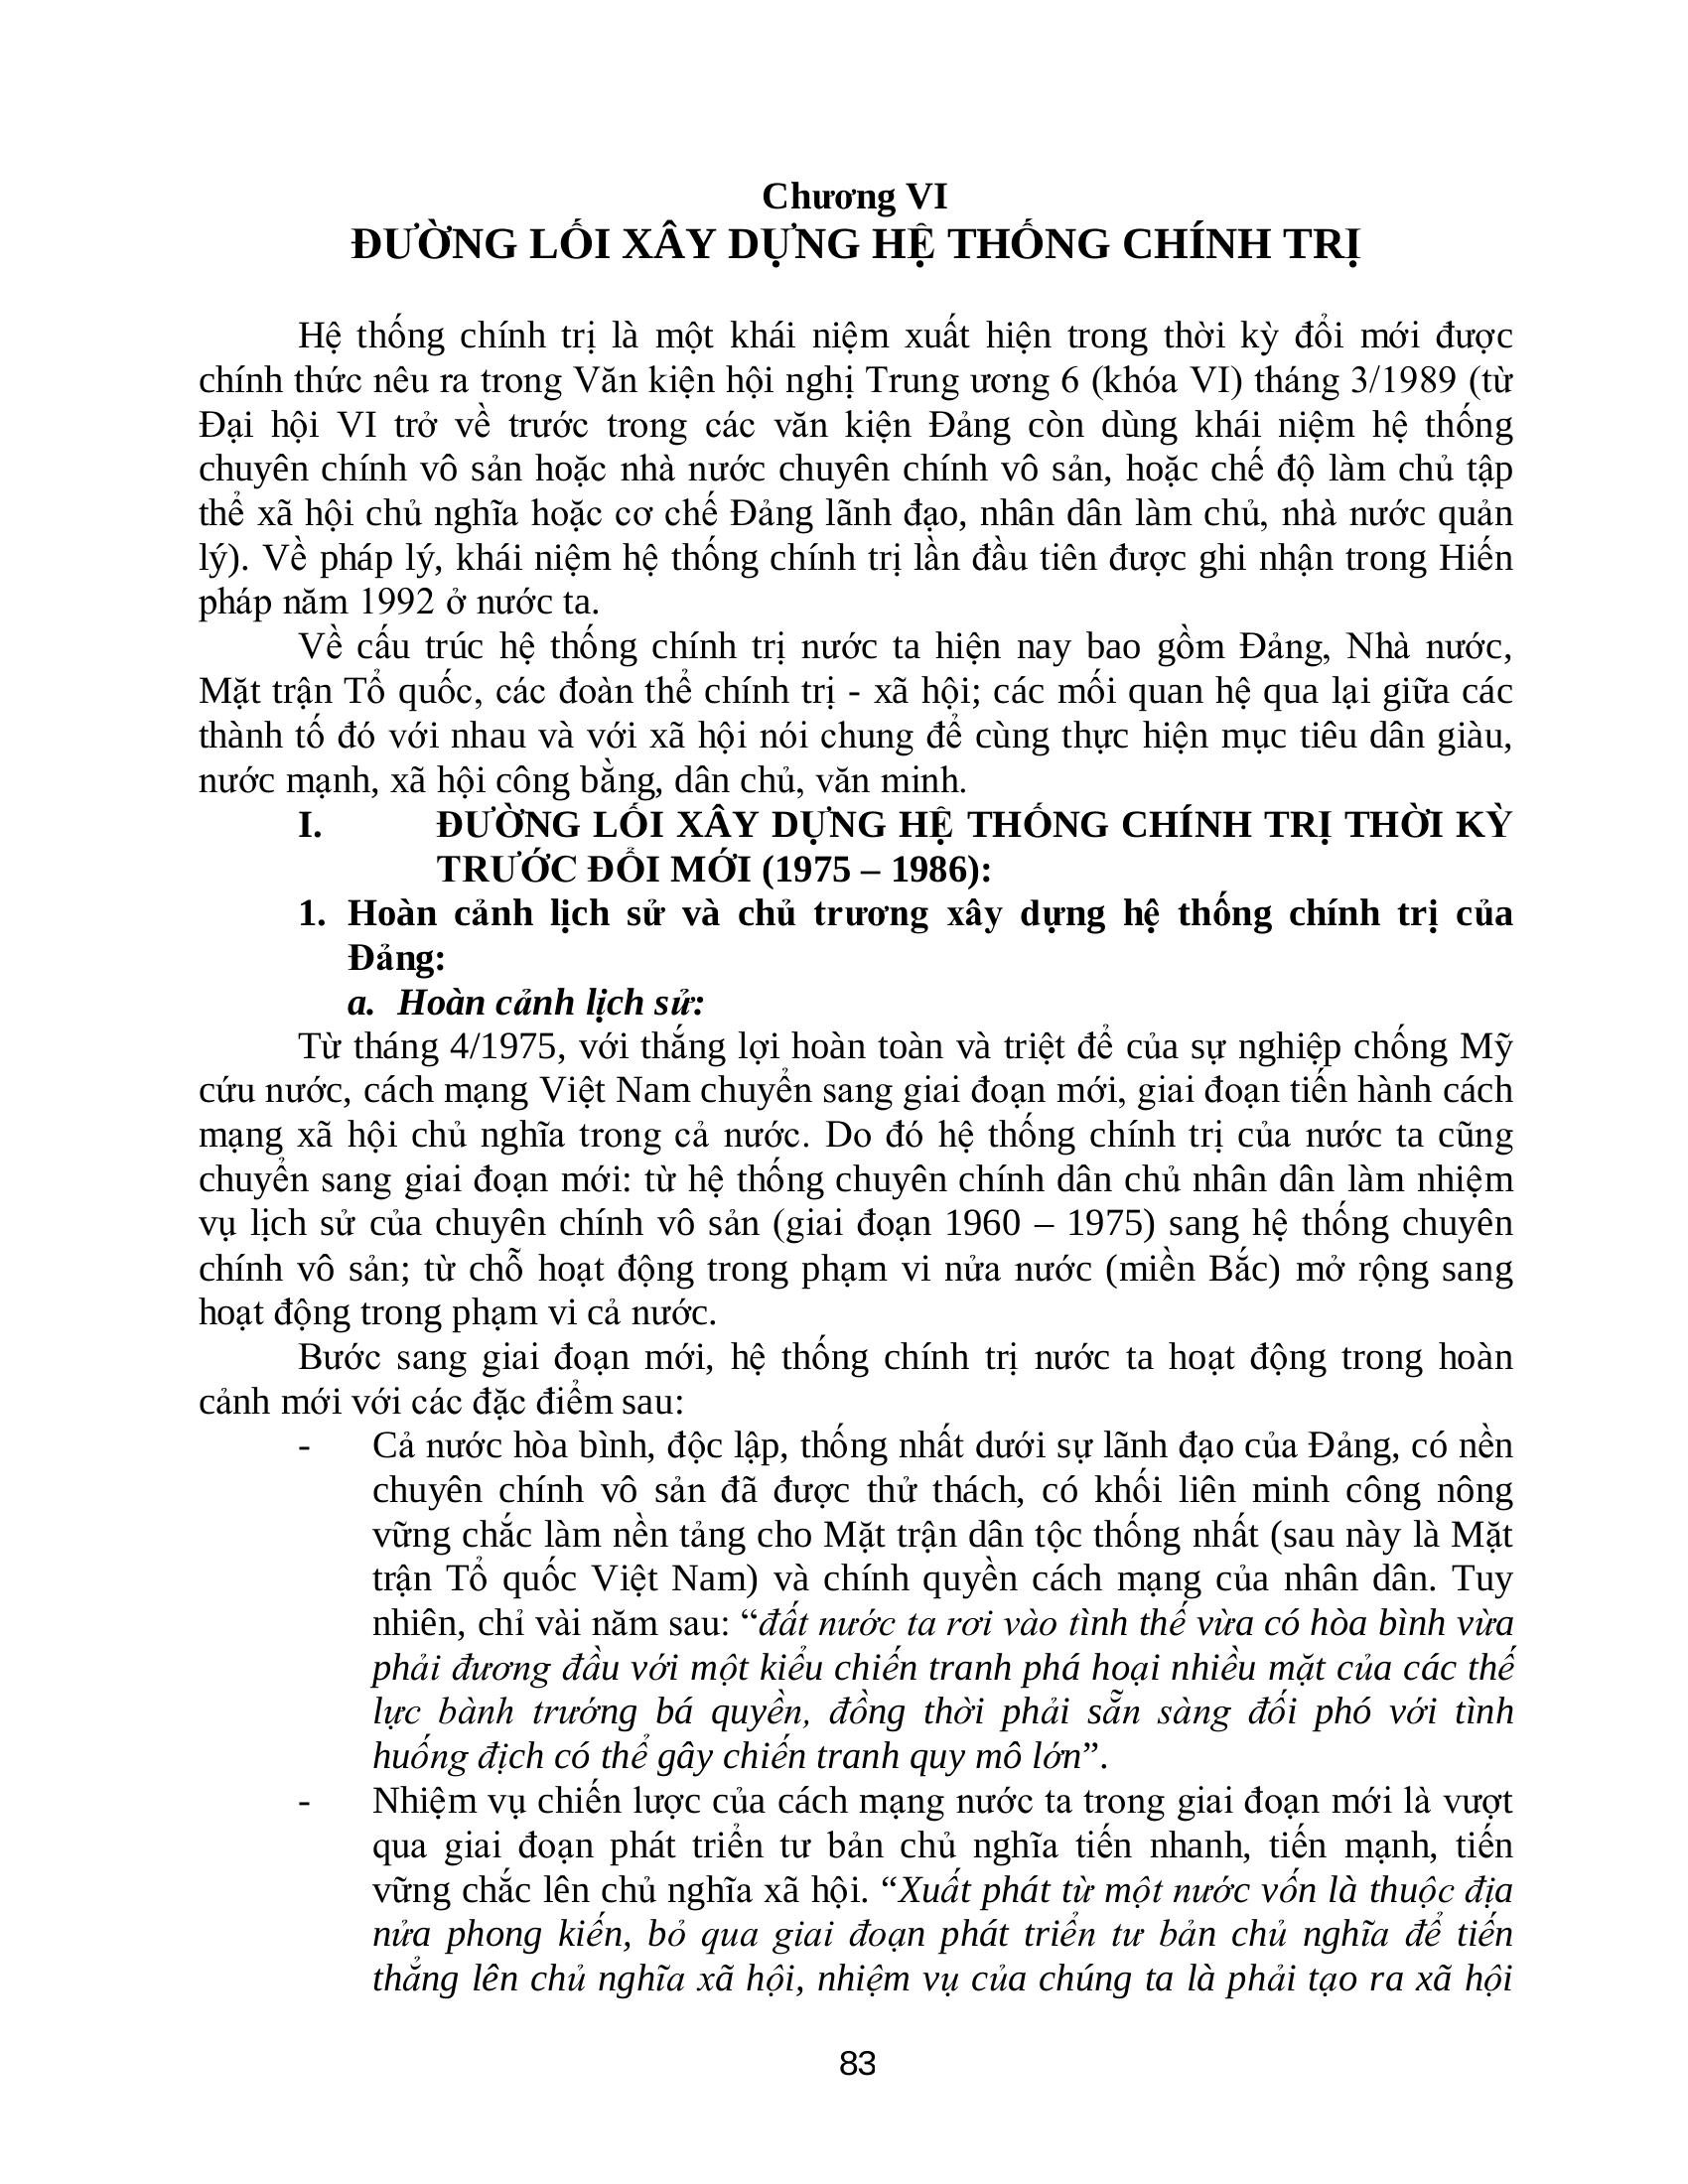 Chương VI
ĐƯỜNG LỐI XÂY DỰNG HỆ THỐNG CHÍNH TRỊ
Hệ thống chính trị là một khái niệm xuất hiện trong thời kỳ đổi mới được
chính thức nêu ra trong Văn kiện hội nghị Trung ương 6 (khóa VI) tháng 3/1989 (từ
Đại hội VI trở về trước trong các văn kiện Đảng còn dùng khái niệm hệ thống
chuyên chính vô sản hoặc nhà nước chuyên chính vô sản, hoặc chế độ làm chủ tập
thể xã hội chủ nghĩa hoặc cơ chế Đảng lãnh đạo, nhân dân làm chủ, nhà nước quản
lý). Về pháp lý, khái niệm hệ thống chính trị lần đầu tiên được ghi nhận trong Hiến
pháp năm 1992 ở nước ta.
Về cấu trúc hệ thống chính trị nước ta hiện nay bao gồm Đảng, Nhà nước,
Mặt trận Tổ quốc, các đoàn thể chính trị - xã hội; các mối quan hệ qua lại giữa các
thành tố đó với nhau và với xã hội nói chung để cùng thực hiện mục tiêu dân giàu,
nước mạnh, xã hội công bằng, dân chủ, văn minh.
I. ĐƯỜNG LỐI XÂY DỰNG HỆ THỐNG CHÍNH TRỊ THỜI KỲ
TRƯỚC ĐỔI MỚI (1975 – 1986):
1. Hoàn cảnh lịch sử và chủ trương xây dựng hệ thống chính trị của
Đảng:
a. Hoàn cảnh lịch sử:
Từ tháng 4/1975, với thắng lợi hoàn toàn và triệt để của sự nghiệp chống Mỹ
cứu nước, cách mạng Việt Nam chuyển sang giai đoạn mới, giai đoạn tiến hành cách
mạng xã hội chủ nghĩa trong cả nước. Do đó hệ thống chính trị của nước ta cũng
chuyển sang giai đoạn mới: từ hệ thống chuyên chính dân chủ nhân dân làm nhiệm
vụ lịch sử của chuyên chính vô sản (giai đoạn 1960 – 1975) sang hệ thống chuyên
chính vô sản; từ chỗ hoạt động trong phạm vi nửa nước (miền Bắc) mở rộng sang
hoạt động trong phạm vi cả nước.
Bước sang giai đoạn mới, hệ thống chính trị nước ta hoạt động trong hoàn
cảnh mới với các đặc điểm sau:
- Cả nước hòa bình, độc lập, thống nhất dưới sự lãnh đạo của Đảng, có nền
chuyên chính vô sản đã được thử thách, có khối liên minh công nông
vững chắc làm nền tảng cho Mặt trận dân tộc thống nhất (sau này là Mặt
trận Tổ quốc Việt Nam) và chính quyền cách mạng của nhân dân. Tuy
nhiên, chỉ vài năm sau: “đất nước ta rơi vào tình thế vừa có hòa bình vừa
phải đương đầu với một kiểu chiến tranh phá hoại nhiều mặt của các thế
lực bành trướng bá quyền, đồng thời phải sẵn sàng đối phó với tình
huống địch có thể gây chiến tranh quy mô lớn”.
- Nhiệm vụ chiến lược của cách mạng nước ta trong giai đoạn mới là vượt
qua giai đoạn phát triển tư bản chủ nghĩa tiến nhanh, tiến mạnh, tiến
vững chắc lên chủ nghĩa xã hội. “Xuất phát từ một nước vốn là thuộc địa
nửa phong kiến, bỏ qua giai đoạn phát triển tư bản chủ nghĩa để tiến
thẳng lên chủ nghĩa xã hội, nhiệm vụ của chúng ta là phải tạo ra xã hội
83